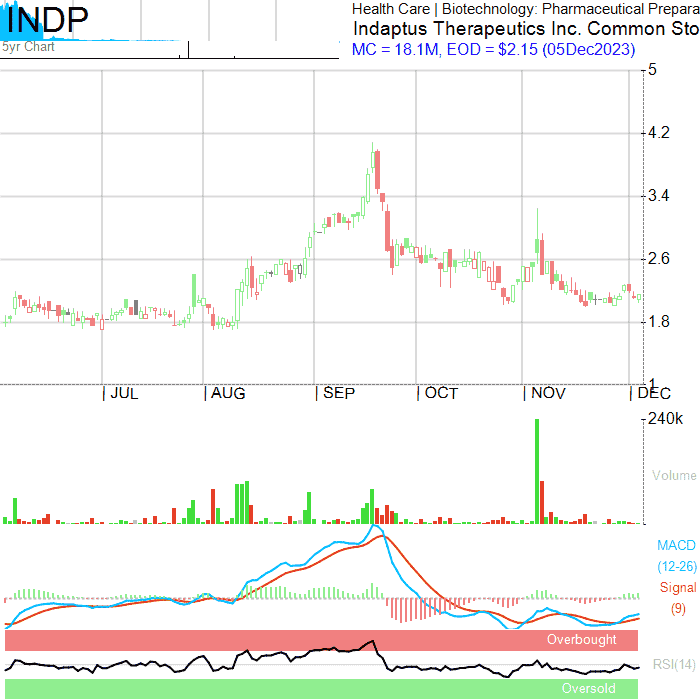 INDP
Health Care | Biotechnology: Pharmaceutical Prepara
Indaptus Therapeutics Inc. Common Sto
5yr Chart
MC = 18.1M, EOD = $2.15 (05Dec2023)
5
4.2
3.4
2.6
1.8
1
| JUL | AUG | SEP | OCT | NOV | DEC
240k
Volume
MACD
(12-26)
Signal
(9)
Overbought
RSI(14)
Oversold